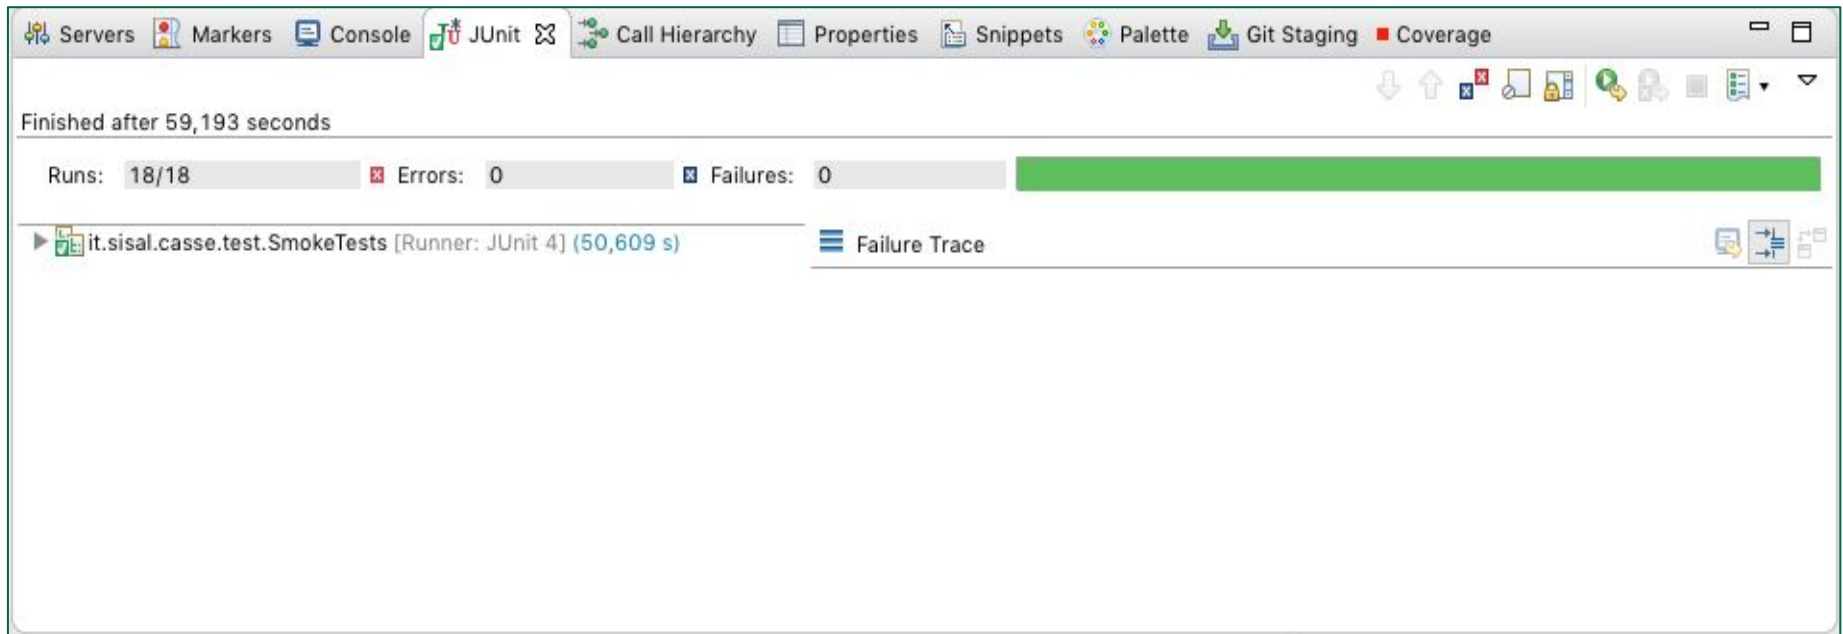 Servers Markers Console JUnit Call Hierarchy Properties Snippets Palette Git Staging Coverage
Finished after 59,193 seconds
Runs: 18/18 Errors: 0 Failures: 0
it.sisal.casse.test.SmokeTests [Runner: JUnit 4] (50,609 s)
Failure Trace